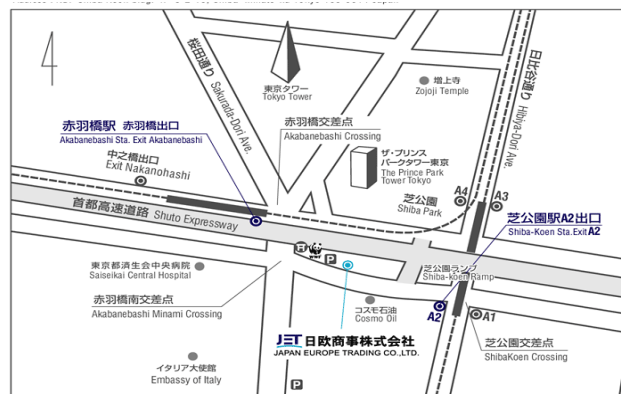 桜田通り Sakurada-Dori Ave.
東京タワー
Tokyo Tower
増上寺
Zojoji Temple
日比谷通り Hibiya-Dori Ave.
赤羽橋駅 赤羽橋出口
Akabanebashi Sta. Exit Akabanebashi
赤羽橋交差点
Akabanebashi Crossing
中之橋出口
Exit Nakanohashi
ザ・プリンス
パークタワー東京
The Prince Park
Tower Tokyo
芝公園
Shiba Park
A4
A3
首都高速道路 Shuto Expressway
芝公園駅A2出口
Shiba-Koen Sta.Exit A2
東京都済生会中央病院
Saiseikai Central Hospital
H
WWF
P
芝公園ランプ
Shiba-koen Ramp
赤羽橋南交差点
Akabanebashi Minami Crossing
コスモ石油
Cosmo Oil
A2
A1
JET 日欧商事株式会社
JAPAN EUROPE TRADING CO.,LTD.
芝公園交差点
ShibaKoen Crossing
イタリア大使館
Embassy of Italy
P